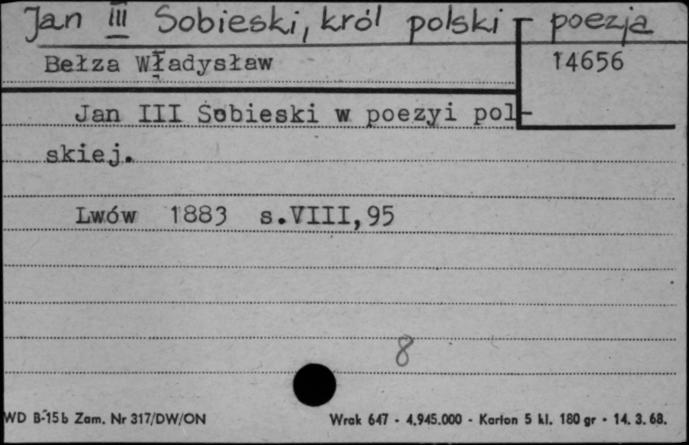 Jan III Sobieski, król polski - poezja
Bełza Władysław
14656
Jan III Sobieski w poezyi pol-
skiej.
Lwów 1883 s.VIII,95
8
WD B-15b Zam. Nr 317/DW/ON
Wrak 647 - 4.945.000 - Karton 5 kl. 180 gr - 14. 3. 68.